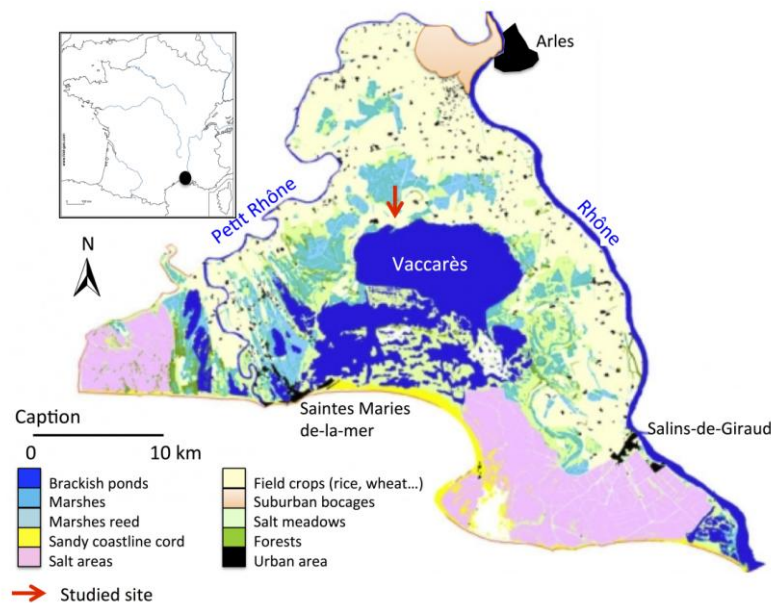 Arles
Petit Rhône
Rhône
N
Vaccarès
Saintes Maries
de-la-mer
Salins-de-Giraud
Caption
0 10 km
Brackish ponds
Marshes
Marshes reed
Sandy coastline cord
Salt areas
Field crops (rice, wheat...)
Suburban bocages
Salt meadows
Forests
Urban area
Studied site